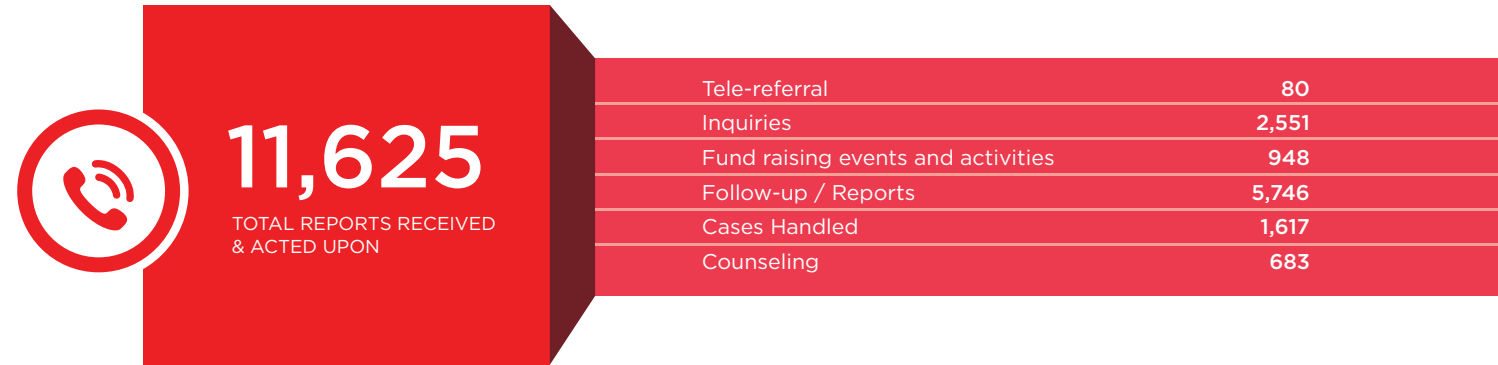 11,625
TOTAL REPORTS RECEIVED
& ACTED UPON
Tele-referral 80
Inquiries 2,551
Fund raising events and activities 948
Follow-up / Reports 5,746
Cases Handled 1,617
Counseling 683